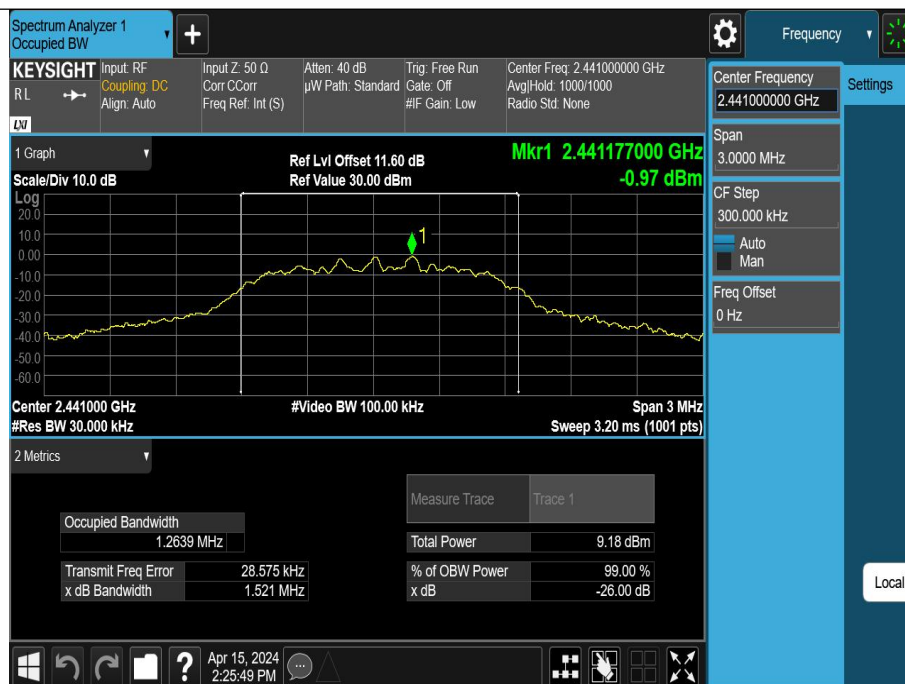 Spectrum Analyzer 1
Occupied BW
Frequency
KEYSIGHT
RL
LXI
Input: RF
Coupling: DC
Align: Auto
Input Z: 50 Ω
Corr CCorr
Freq Ref: Int (S)
Atten: 40 dB
µW Path: Standard
Trig: Free Run
Gate: Off
#IF Gain: Low
Center Freq: 2.441000000 GHz
Avg|Hold: 1000/1000
Radio Std: None
Center Frequency
2.441000000 GHz
Settings
Span
3.0000 MHz
CF Step
300.000 kHz
Auto
Man
Freq Offset
0 Hz
Local
1 Graph
Scale/Div 10.0 dB
Ref Lvl Offset 11.60 dB
Ref Value 30.00 dBm
Mkr1 2.441177000 GHz
-0.97 dBm
Log
20.0
10.0
0.00
-10.0
-20.0
-30.0
-40.0
-50.0
-60.0
1
Center 2.441000 GHz
#Res BW 30.000 kHz
#Video BW 100.00 kHz
Span 3 MHz
Sweep 3.20 ms (1001 pts)
2 Metrics
Measure Trace Trace 1
Occupied Bandwidth
1.2639 MHz
Total Power 9.18 dBm
Transmit Freq Error 28.575 kHz
% of OBW Power 99.00 %
x dB Bandwidth 1.521 MHz
x dB -26.00 dB
?
Apr 15, 2024
2:25:49 PM